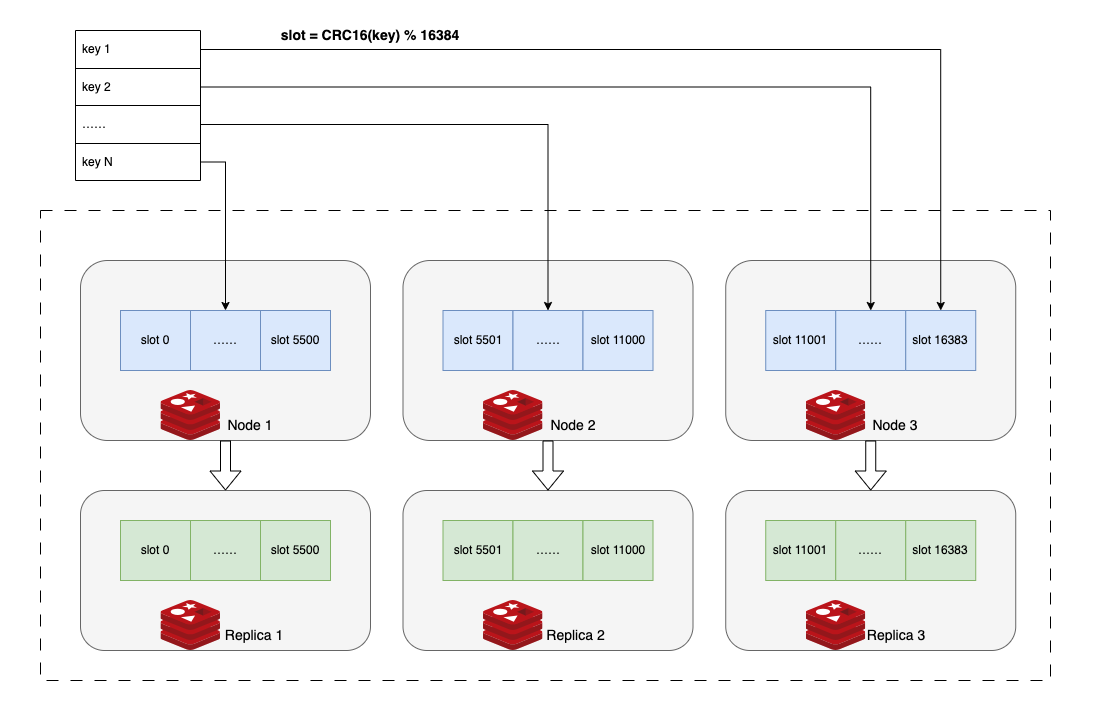 slot = CRC16(key) % 16384
key 1
key 2
......
key N
slot 0 ...... slot 5500
slot 5501 ...... slot 11000
slot 11001 ...... slot 16383
Node 1
Node 2
Node 3
slot 0 ...... slot 5500
slot 5501 ...... slot 11000
slot 11001 ...... slot 16383
Replica 1
Replica 2
Replica 3